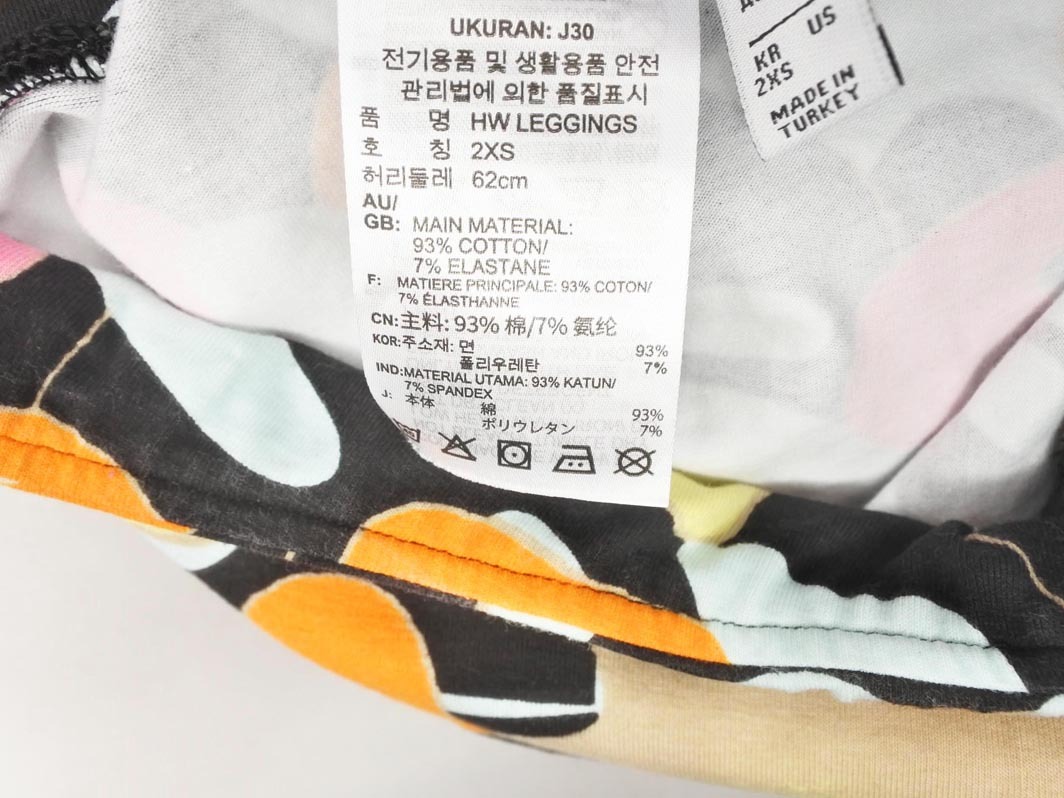 UKURAN: J30
전기용품 및 생활용품 안전
관리법에 의한 품질표시
품 명 HW LEGGINGS
호 칭 2XS
허리둘레 62cm
AU/
GB: MAIN MATERIAL:
93% COTTON/
7% ELASTANE
F: MATIERE PRINCIPALE: 93% COTON/
7% ÉLASTHANNE
CN:主料: 93% 棉/7% 氨纶
KOR:주소재: 면 93%
폴리우레탄 7%
IND:MATERIAL UTAMA: 93% KATUN/
7% SPANDEX
J: 本体 綿 93%
ポリウレタン 7%
US
KR
2XS
MADE IN
TURKEY